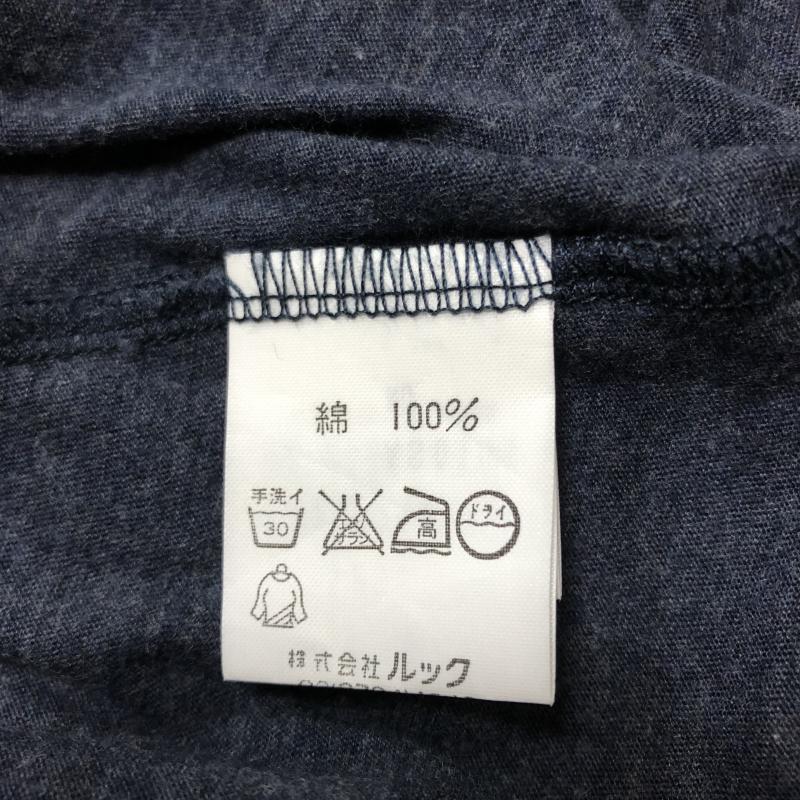 綿 100%
手洗イ
30
エンソ
サラシ
高
ドライ
株式会社 ルック